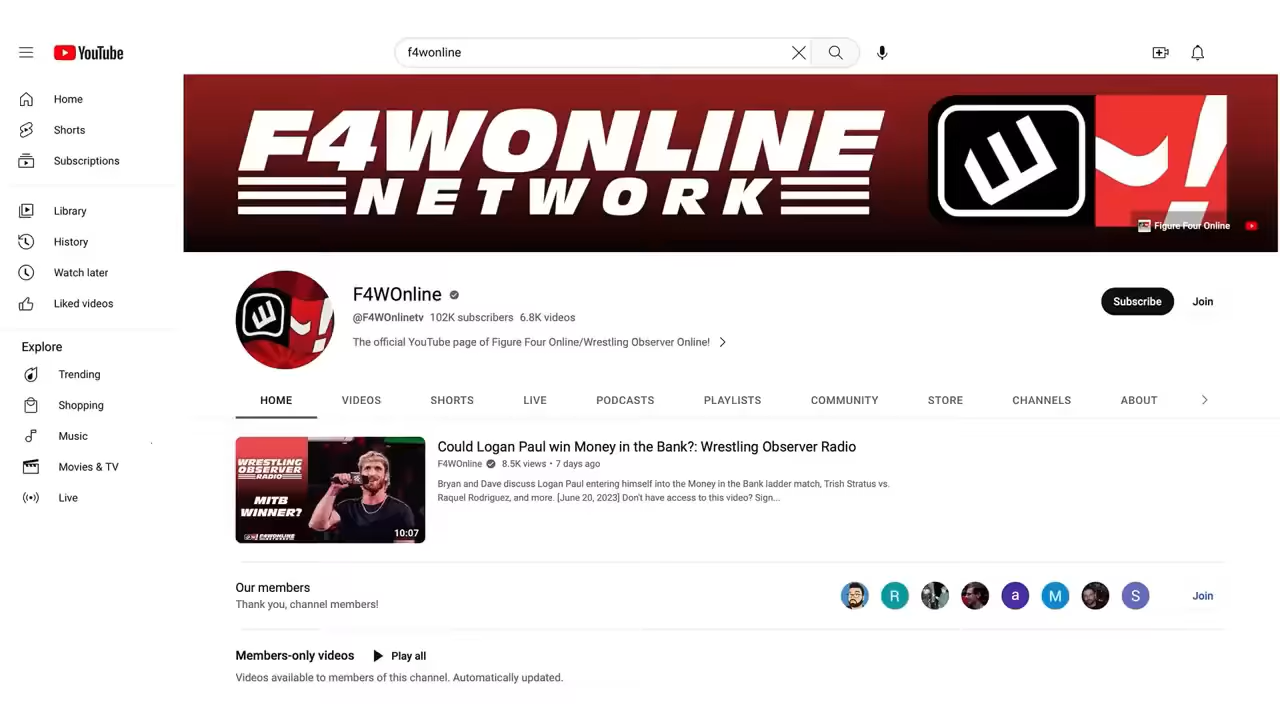 YouTube
f4wonline
Home
Shorts
Subscriptions
Library
History
Watch later
Liked videos
Explore
Trending
Shopping
Music
Movies & TV
Live
F4WONLINE
NETWORK
Figure Four Online
F4WOnline
@F4WOnlinetv 102K subscribers 6.8K videos
The official YouTube page of Figure Four Online/Wrestling Observer Online!
Subscribe
Join
HOME VIDEOS SHORTS LIVE PODCASTS PLAYLISTS COMMUNITY STORE CHANNELS ABOUT
WRESTLING
OBSERVER
RADIO
MITB
WINNER?
F4WONLINE
10:07
Could Logan Paul win Money in the Bank?: Wrestling Observer Radio
F4WOnline 8.5K views • 7 days ago
Bryan and Dave discuss Logan Paul entering himself into the Money in the Bank ladder match, Trish Stratus vs.
Raquel Rodriguez, and more. [June 20, 2023] Don't have access to this video? Sign...
Our members
Thank you, channel members!
R
a
M
S
Join
Members-only videos Play all
Videos available to members of this channel. Automatically updated.